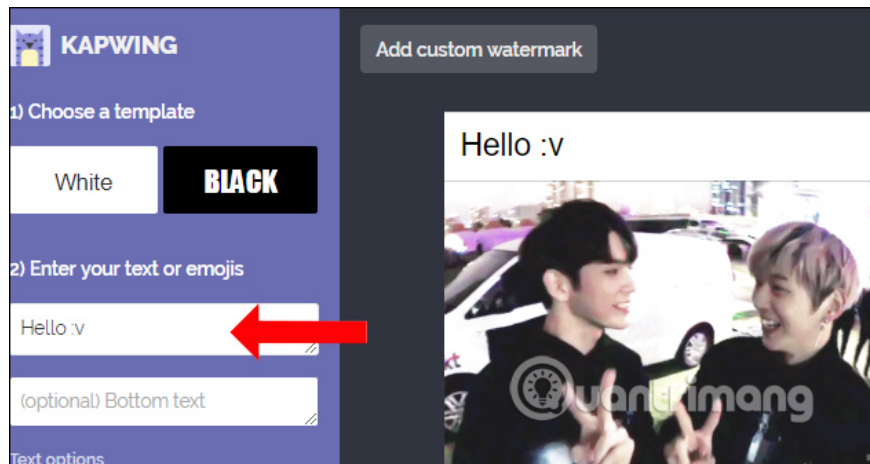 KAPWING
Add custom watermark
1) Choose a template
White
BLACK
Hello :v
2) Enter your text or emojis
Hello :v
(optional) Bottom text
Text options
Quantrimang